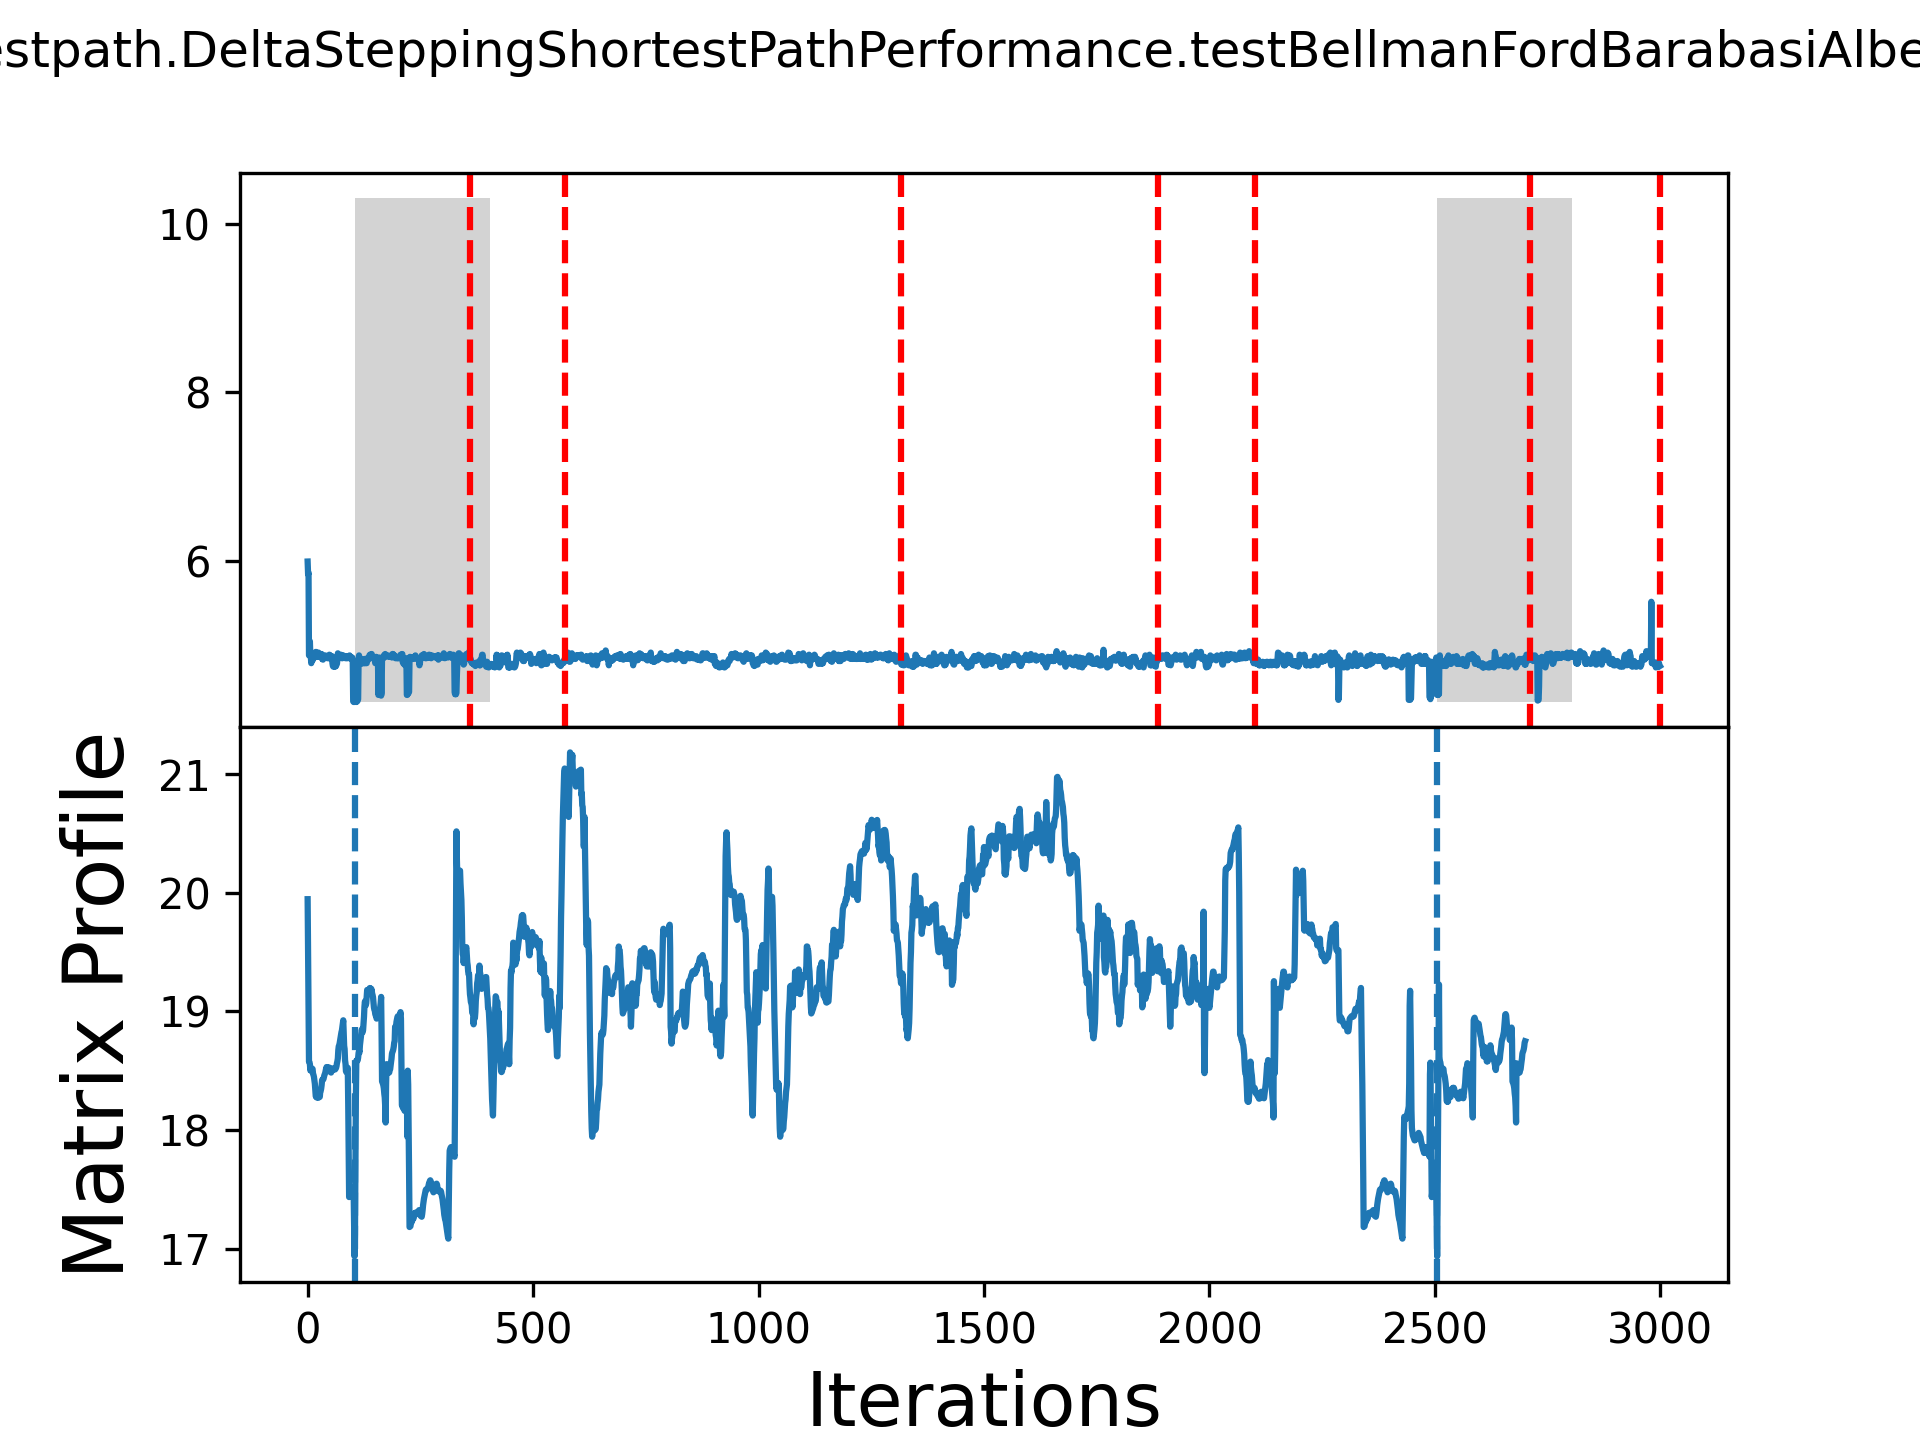 estpath.DeltaSteppingShortestPathPerformance.testBellmanFordBarabasiAlbe
10
8
6
Matrix Profile
21
20
19
18
17
0 500 1000 1500 2000 2500 3000
Iterations